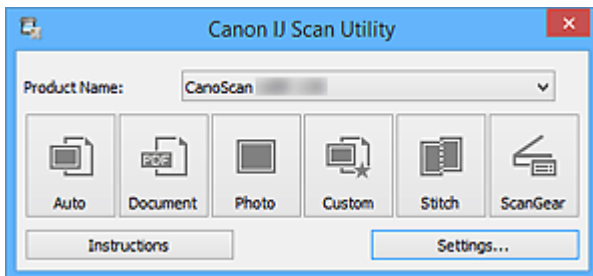 Canon IJ Scan Utility
Product Name: CanoScan
PDF
Auto Document Photo Custom Stitch ScanGear
Instructions Settings...